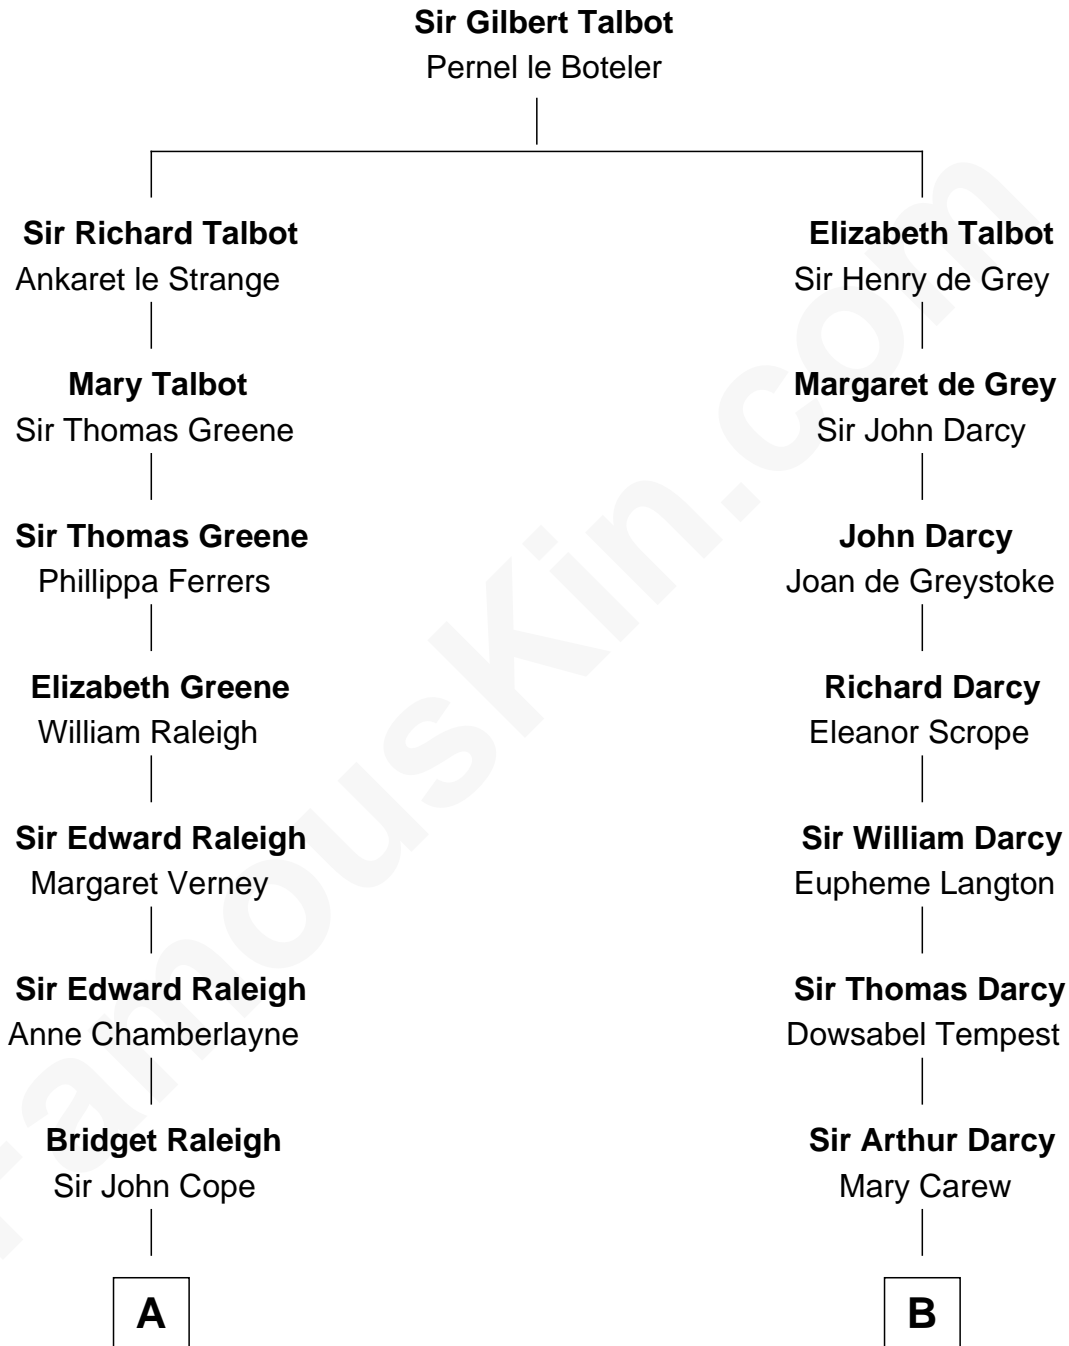 Sir Gilbert Talbot
Pernel le Boteler
Sir Richard Talbot
Ankaret le Strange
Elizabeth Talbot
Sir Henry de Grey
Mary Talbot
Sir Thomas Greene
Margaret de Grey
Sir John Darcy
Sir Thomas Greene
Phillippa Ferrers
John Darcy
Joan de Greystoke
Elizabeth Greene
William Raleigh
Richard Darcy
Eleanor Scrope
Sir Edward Raleigh
Margaret Verney
Sir William Darcy
Eupheme Langton
Sir Edward Raleigh
Anne Chamberlayne
Sir Thomas Darcy
Dowsabel Tempest
Bridget Raleigh
Sir John Cope
Sir Arthur Darcy
Mary Carew
A
B
FamousKin.com